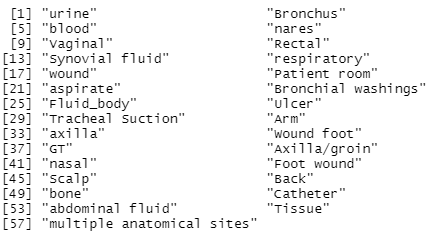 [1] "urine" "Bronchus"
[5] "blood" "nares"
[9] "Vaginal" "Rectal"
[13] "Synovial fluid" "respiratory"
[17] "wound" "Patient room"
[21] "aspirate" "Bronchial washings"
[25] "Fluid_body" "Ulcer"
[29] "Tracheal Suction" "Arm"
[33] "axilla" "Wound foot"
[37] "GT" "Axilla/groin"
[41] "nasal" "Foot wound"
[45] "Scalp" "Back"
[49] "bone" "Catheter"
[53] "abdominal fluid" "Tissue"
[57] "multiple anatomical sites"